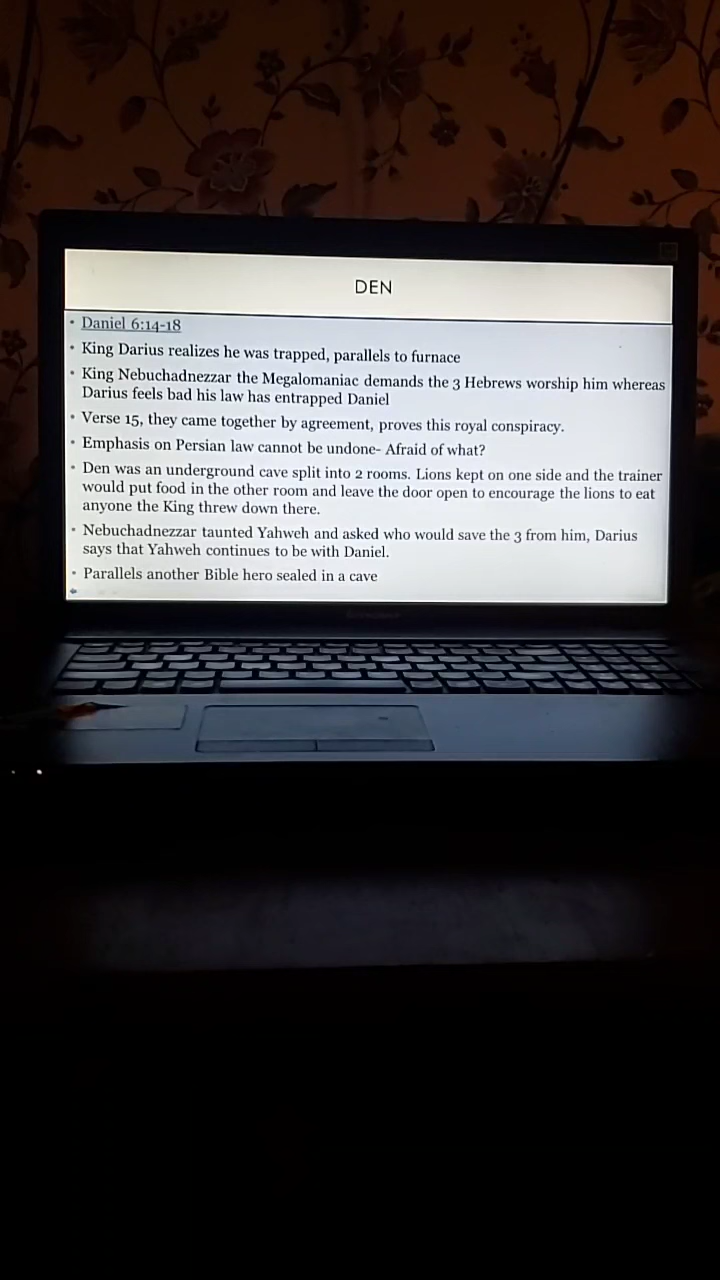 DEN
• Daniel 6:14-18
• King Darius realizes he was trapped, parallels to furnace
• King Nebuchadnezzar the Megalomaniac demands the 3 Hebrews worship him whereas
Darius feels bad his law has entrapped Daniel
• Verse 15, they came together by agreement, proves this royal conspiracy.
• Emphasis on Persian law cannot be undone- Afraid of what?
• Den was an underground cave split into 2 rooms. Lions kept on one side and the trainer
would put food in the other room and leave the door open to encourage the lions to eat
anyone the King threw down there.
• Nebuchadnezzar taunted Yahweh and asked who would save the 3 from him, Darius
says that Yahweh continues to be with Daniel.
• Parallels another Bible hero sealed in a cave